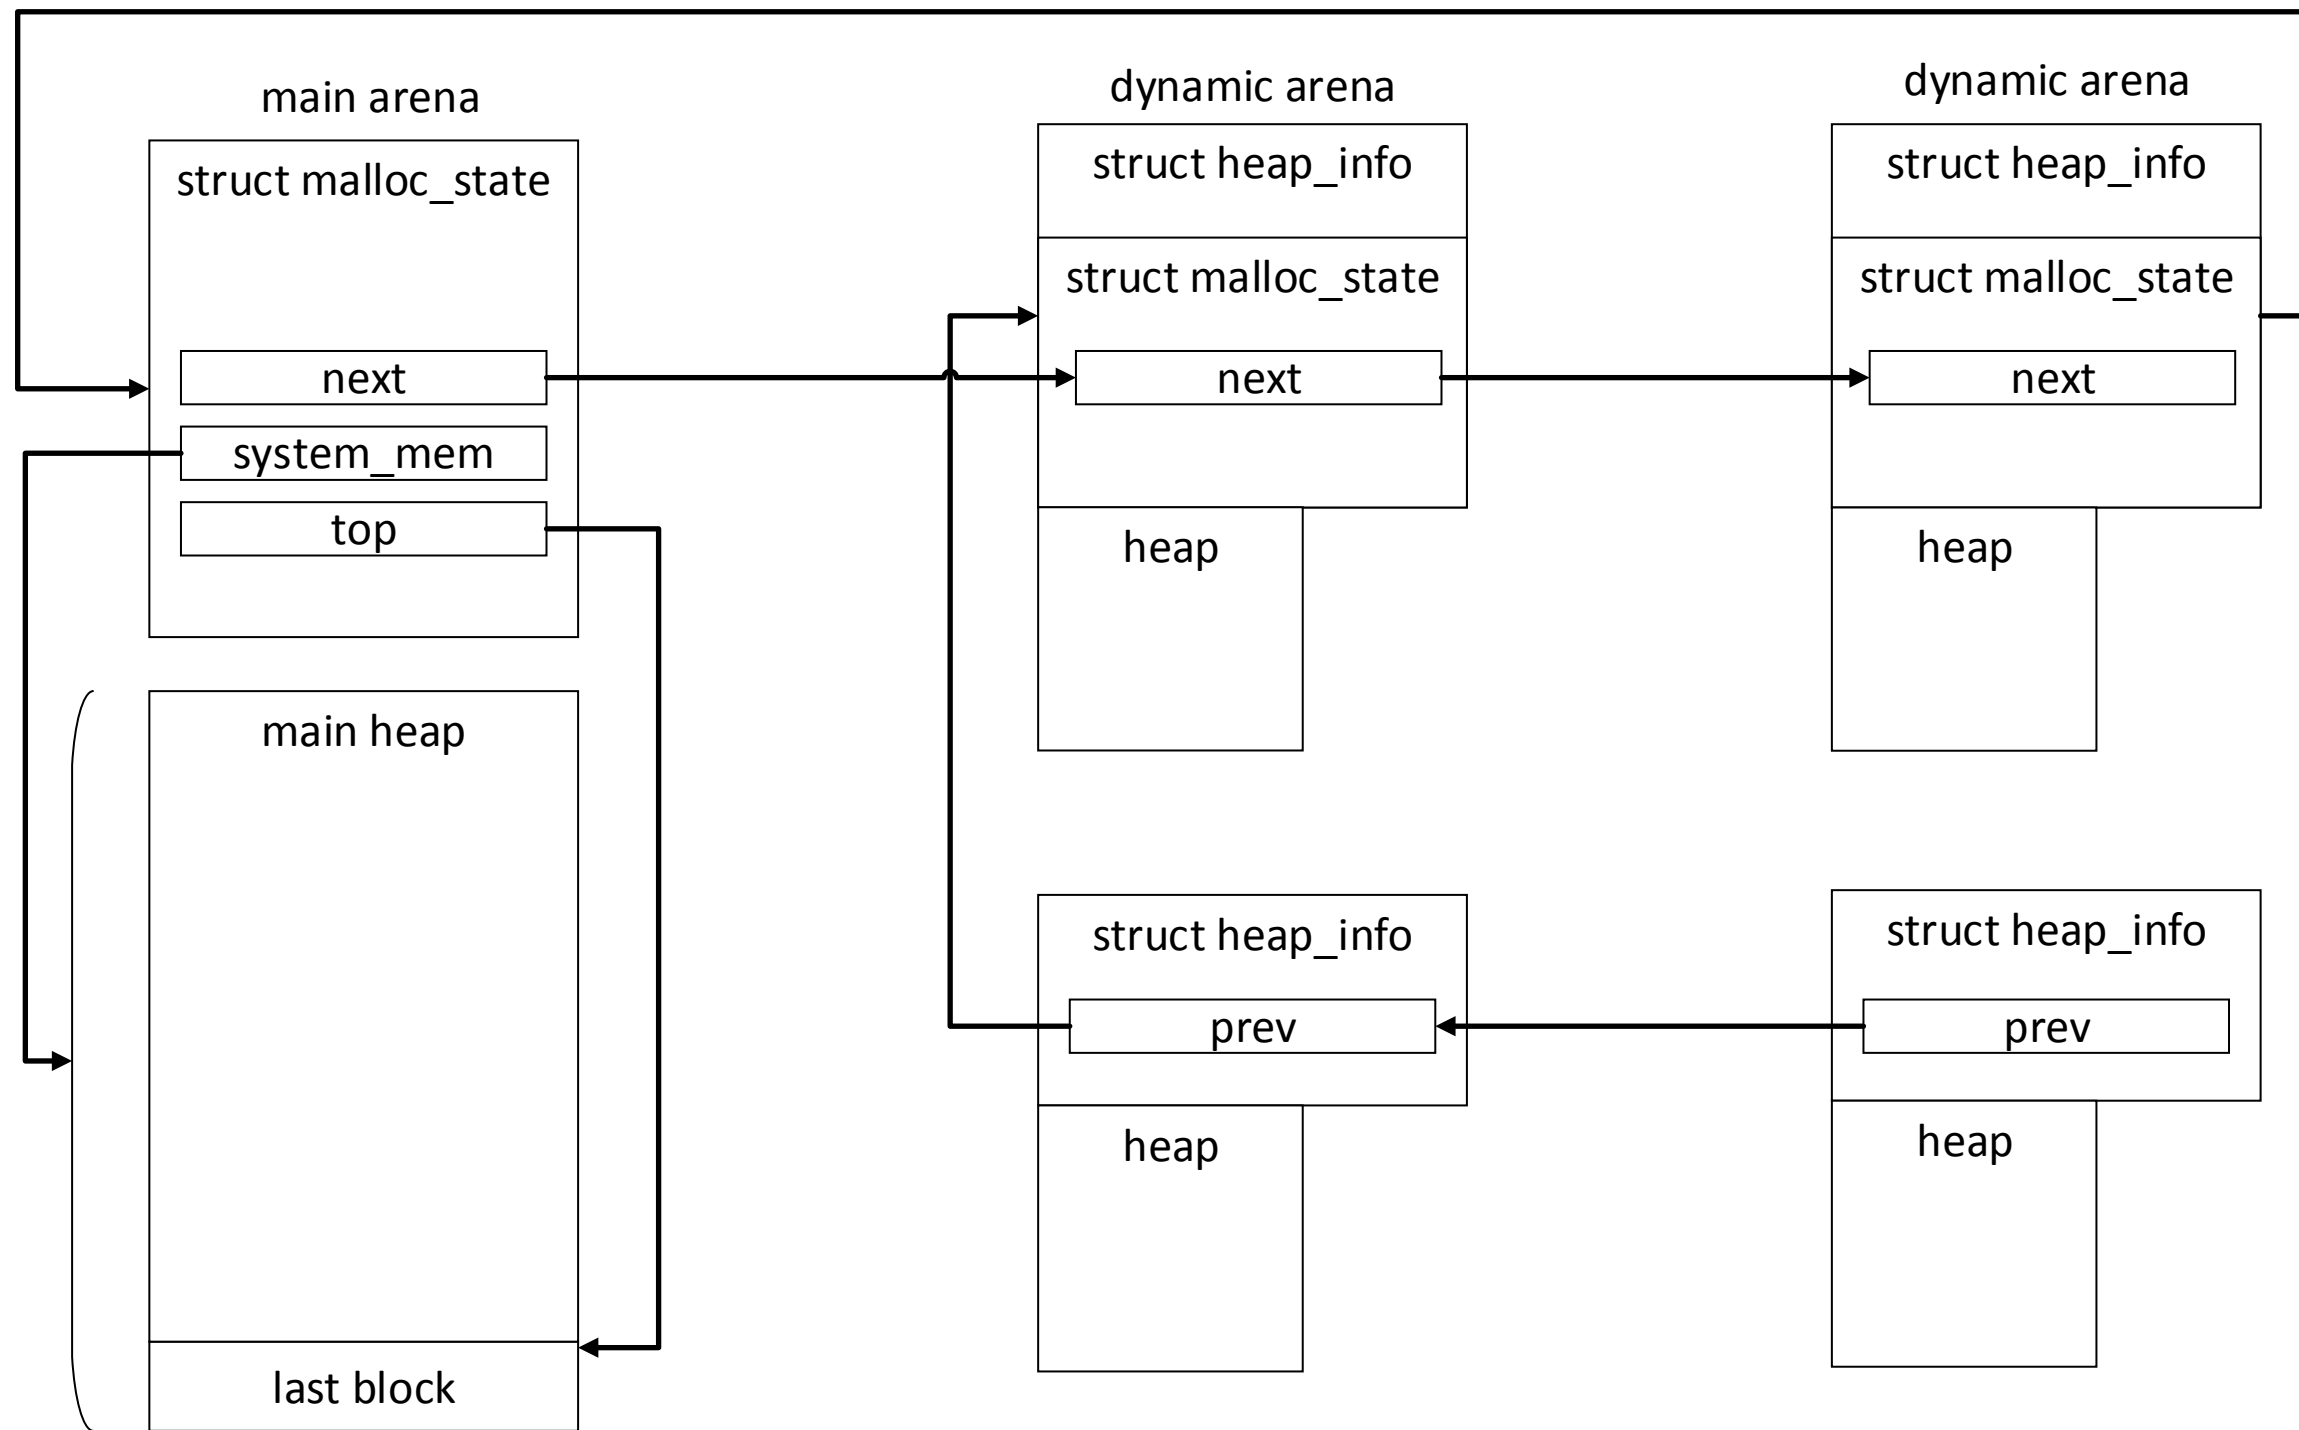 main arena
struct malloc_state
next
system_mem
top
main heap
last block
dynamic arena
struct heap_info
struct malloc_state
next
heap
struct heap_info
prev
heap
dynamic arena
struct heap_info
struct malloc_state
next
heap
struct heap_info
prev
heap